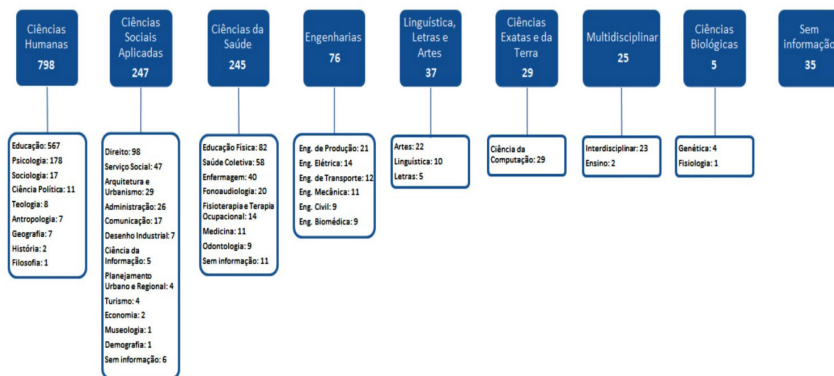 Ciências
Humanas
798
Ciências
Sociais
Aplicadas
247
Ciências da
Saúde
245
Engenharias
76
Linguística,
Letras e
Artes
37
Ciências
Exatas e da
Terra
29
Multidisciplinar
25
Ciências
Biológicas
5
Sem
informação
35
Educação: 567
Psicologia: 178
Sociologia: 17
Ciência Política: 11
Teologia: 8
Antropologia: 7
Geografia: 7
História: 2
Filosofia: 1
Direito: 98
Serviço Social: 47
Arquitetura e
Urbanismo: 29
Administração: 26
Comunicação: 17
Desenho Industrial: 7
Ciência da
Informação: 5
Planejamento
Urbano e Regional: 4
Turismo: 4
Economia: 2
Museologia: 1
Demografia: 1
Sem informação: 6
Educação Física: 82
Saúde Coletiva: 58
Enfermagem: 40
Fonoaudiologia: 20
Fisioterapia e Terapia
Ocupacional: 14
Medicina: 11
Odontologia: 9
Sem informação: 11
Eng. de Produção: 21
Eng. Elétrica: 14
Eng. de Transporte: 12
Eng. Mecânica: 11
Eng. Civil: 9
Eng. Biomédica: 9
Artes: 22
Linguística: 10
Letras: 5
Ciência da
Computação: 29
Interdisciplinar: 23
Ensino: 2
Genética: 4
Fisiologia: 1